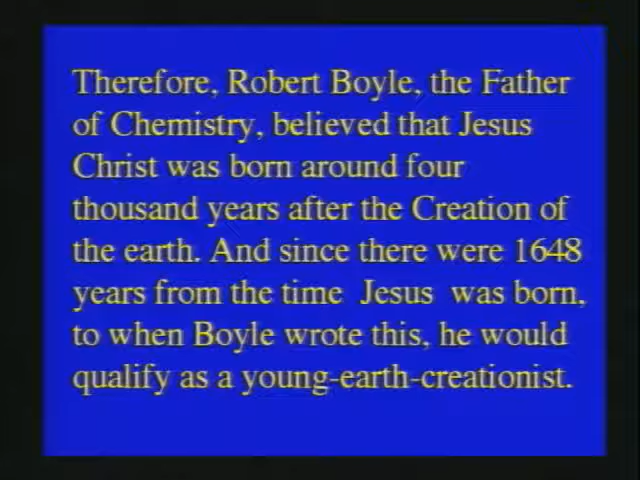 Therefore, Robert Boyle, the Father
of Chemistry, believed that Jesus
Christ was born around four
thousand years after the Creation of
the earth. And since there were 1648
years from the time  Jesus  was born,
to when Boyle wrote this, he would
qualify as a young-earth-creationist.